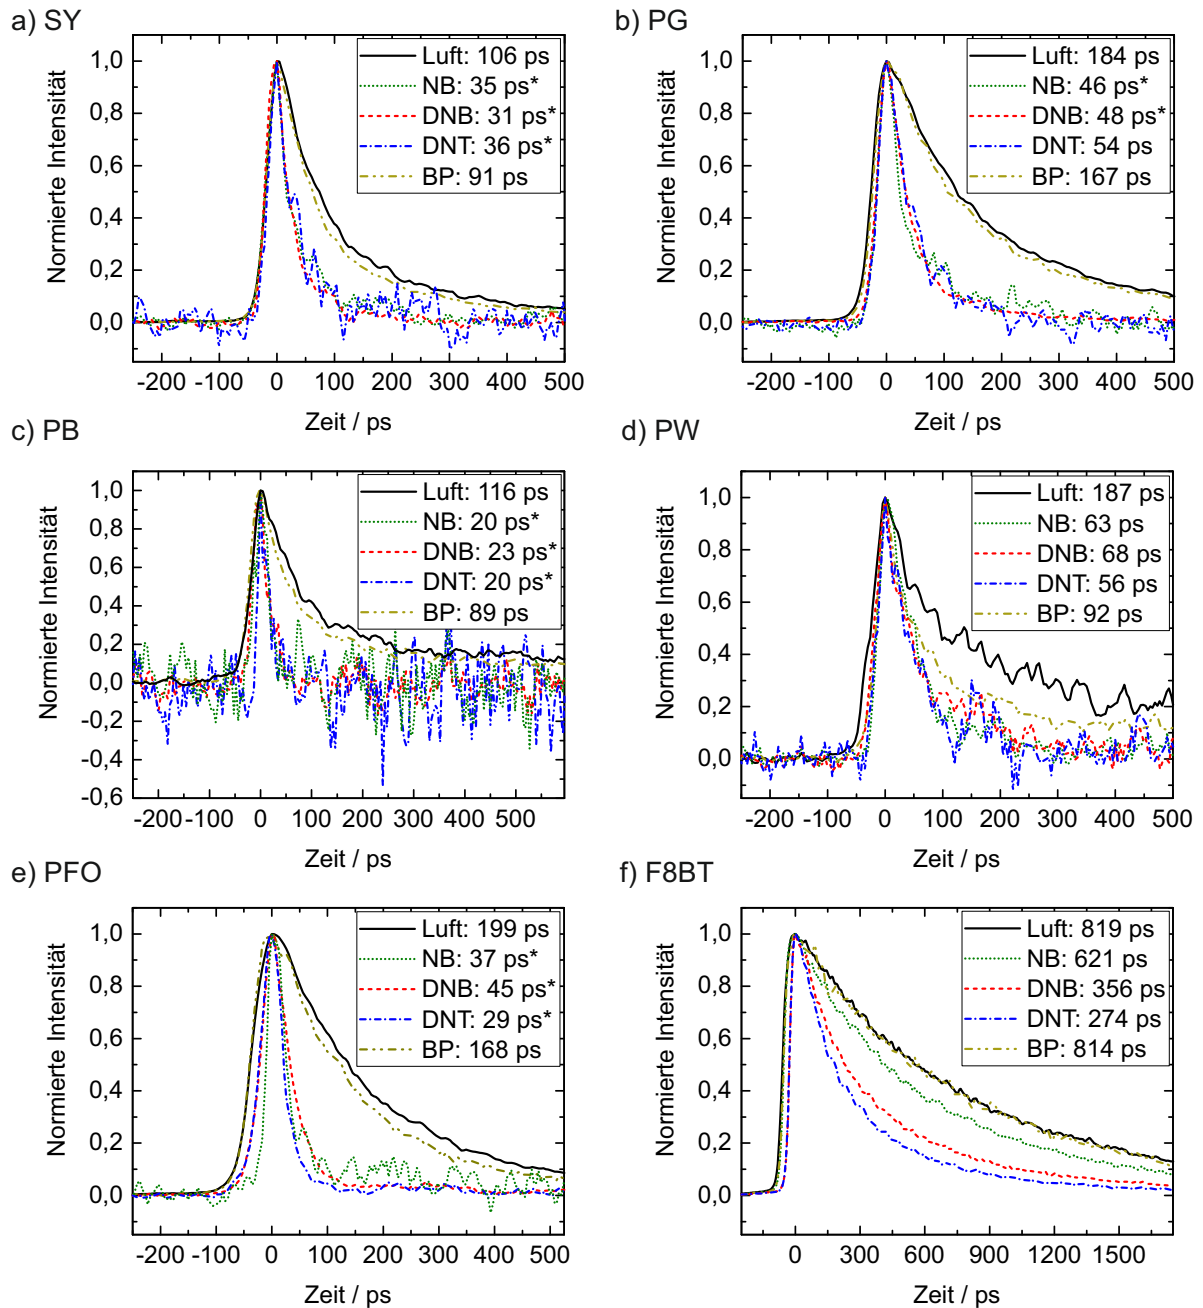 a) SY
Normierte Intensität
1,0
0,8
0,6
0,4
0,2
0,0
Luft: 106 ps
NB: 35 ps*
DNB: 31 ps*
DNT: 36 ps*
BP: 91 ps
-200 -100 0 100 200 300 400 500
Zeit / ps
b) PG
Normierte Intensität
1,0
0,8
0,6
0,4
0,2
0,0
Luft: 184 ps
NB: 46 ps*
DNB: 48 ps*
DNT: 54 ps
BP: 167 ps
-200 -100 0 100 200 300 400 500
Zeit / ps
c) PB
Normierte Intensität
1,0
0,8
0,6
0,4
0,2
0,0
-0,2
-0,4
-0,6
Luft: 116 ps
NB: 20 ps*
DNB: 23 ps*
DNT: 20 ps*
BP: 89 ps
-200 -100 0 100 200 300 400 500
Zeit / ps
d) PW
Normierte Intensität
1,0
0,8
0,6
0,4
0,2
0,0
Luft: 187 ps
NB: 63 ps
DNB: 68 ps
DNT: 56 ps
BP: 92 ps
-200 -100 0 100 200 300 400 500
Zeit / ps
e) PFO
Normierte Intensität
1,0
0,8
0,6
0,4
0,2
0,0
Luft: 199 ps
NB: 37 ps*
DNB: 45 ps*
DNT: 29 ps*
BP: 168 ps
-200 -100 0 100 200 300 400 500
Zeit / ps
f) F8BT
Normierte Intensität
1,0
0,8
0,6
0,4
0,2
0,0
Luft: 819 ps
NB: 621 ps
DNB: 356 ps
DNT: 274 ps
BP: 814 ps
0 300 600 900 1200 1500
Zeit / ps